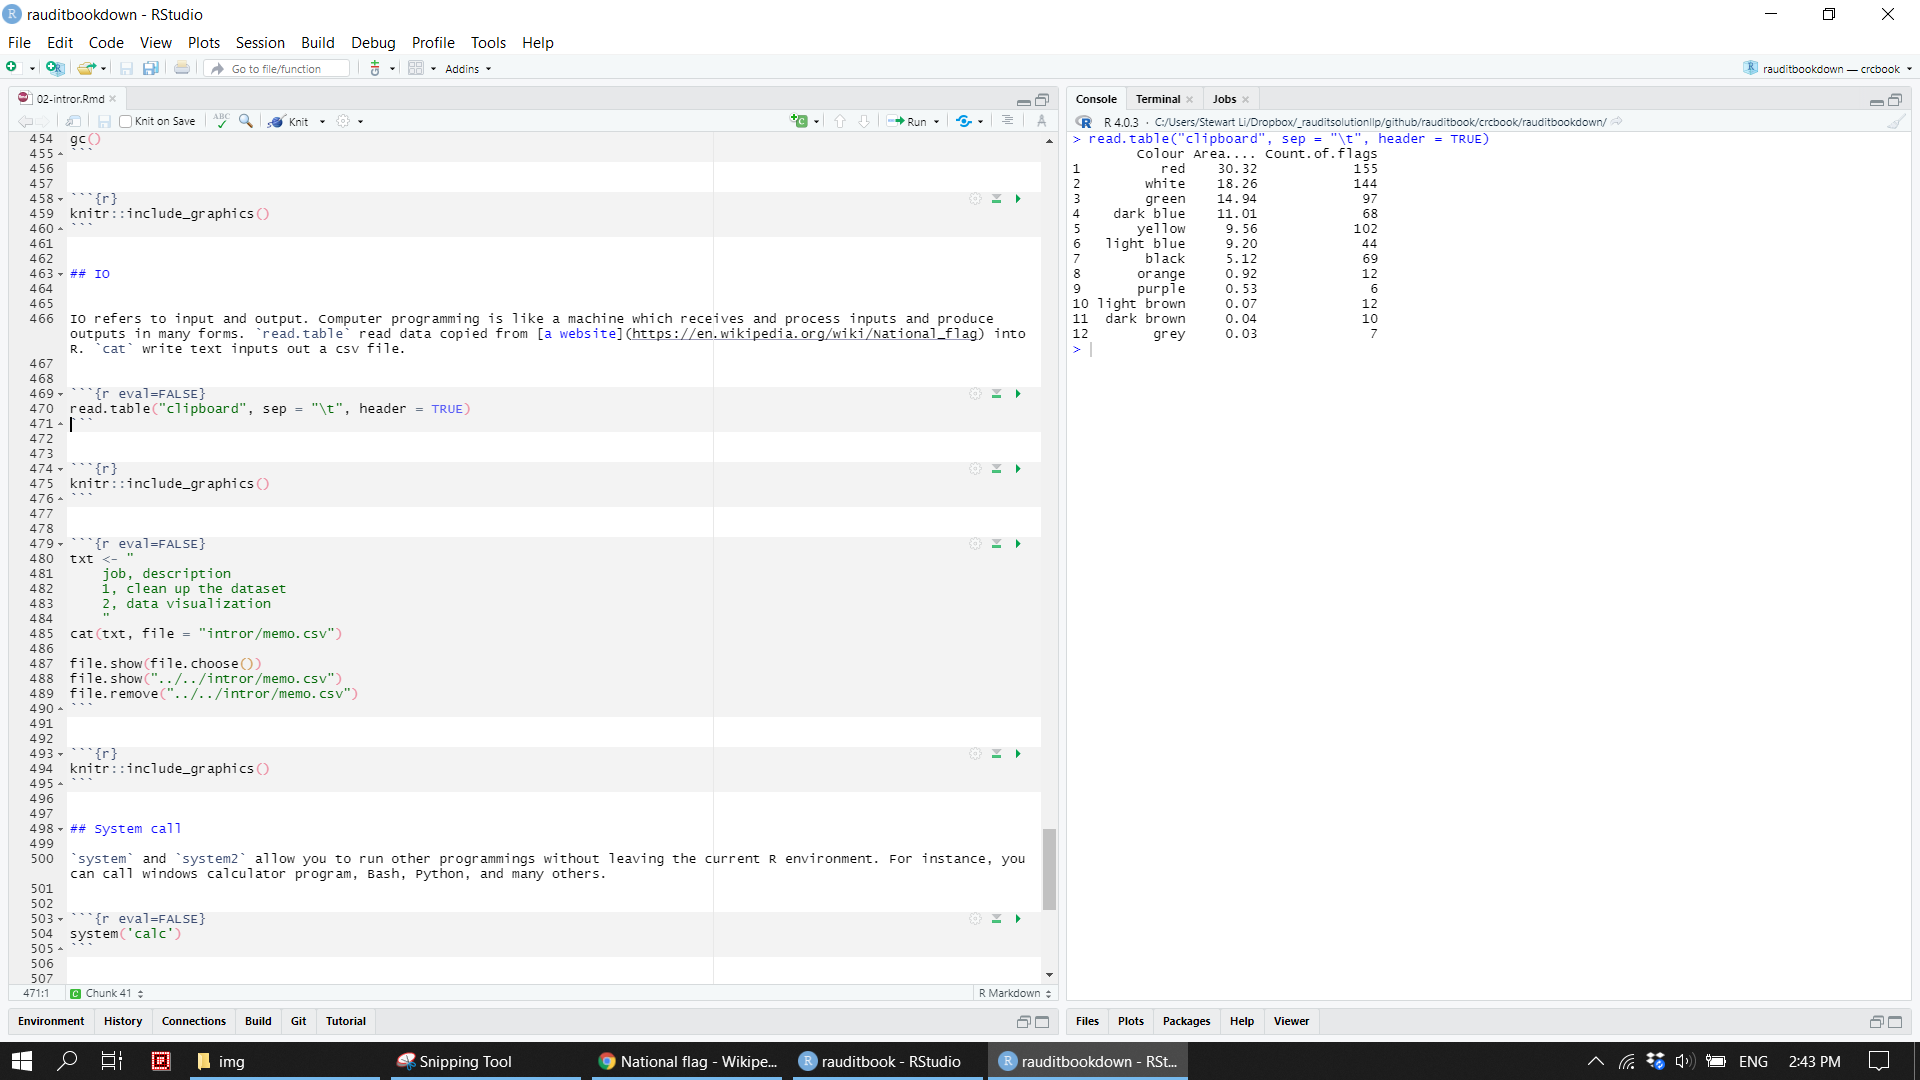 rauditbookdown - RStudio
File Edit Code View Plots Session Build Debug Profile Tools Help
Go to file/function Addins rauditbookdown — crcbook
02-intror.Rmd
Knit on Save ABC Knit Run
454 gc()
455 ```
456
457
458 ```{r}
459 knitr::include_graphics()
460 ```
461
462
463 ## IO
464
465
466 IO refers to input and output. Computer programming is like a machine which receives and process inputs and produce
outputs in many forms. `read.table` read data copied from [a website](https://en.wikipedia.org/wiki/National_flag) into
R. `cat` write text inputs out a csv file.
467
468
469 ```{r eval=FALSE}
470 read.table("clipboard", sep = "\t", header = TRUE)
471 ```
472
473
474 ```{r}
475 knitr::include_graphics()
476 ```
477
478
479 ```{r eval=FALSE}
480 txt <- "
481     job, description
482     1, clean up the dataset
483     2, data visualization
484     "
485 cat(txt, file = "intror/memo.csv")
486
487 file.show(file.choose())
488 file.show("../../intror/memo.csv")
489 file.remove("../../intror/memo.csv")
490 ```
491
492
493 ```{r}
494 knitr::include_graphics()
495 ```
496
497
498 ## System call
499
500 `system` and `system2` allow you to run other programmings without leaving the current R environment. For instance, you
can call windows calculator program, Bash, Python, and many others.
501
502
503 ```{r eval=FALSE}
504 system('calc')
505 ```
506
507
471:1 Chunk 41 R Markdown
Environment History Connections Build Git Tutorial
Console Terminal Jobs
R 4.0.3 · C:/Users/Stewart Li/Dropbox/_rauditsolutionllp/github/rauditbook/crcbook/rauditbookdown/
> read.table("clipboard", sep = "\t", header = TRUE)
Colour Area.... Count.of.flags
1 red 30.32 155
2 white 18.26 144
3 green 14.94 97
4 dark blue 11.01 68
5 yellow 9.56 102
6 light blue 9.20 44
7 black 5.12 69
8 orange 0.92 12
9 purple 0.53 6
10 light brown 0.07 12
11 dark brown 0.04 10
12 grey 0.03 7
>
Files Plots Packages Help Viewer
img Snipping Tool National flag - Wikipe... rauditbook - RStudio rauditbookdown - RSt... ENG 2:43 PM